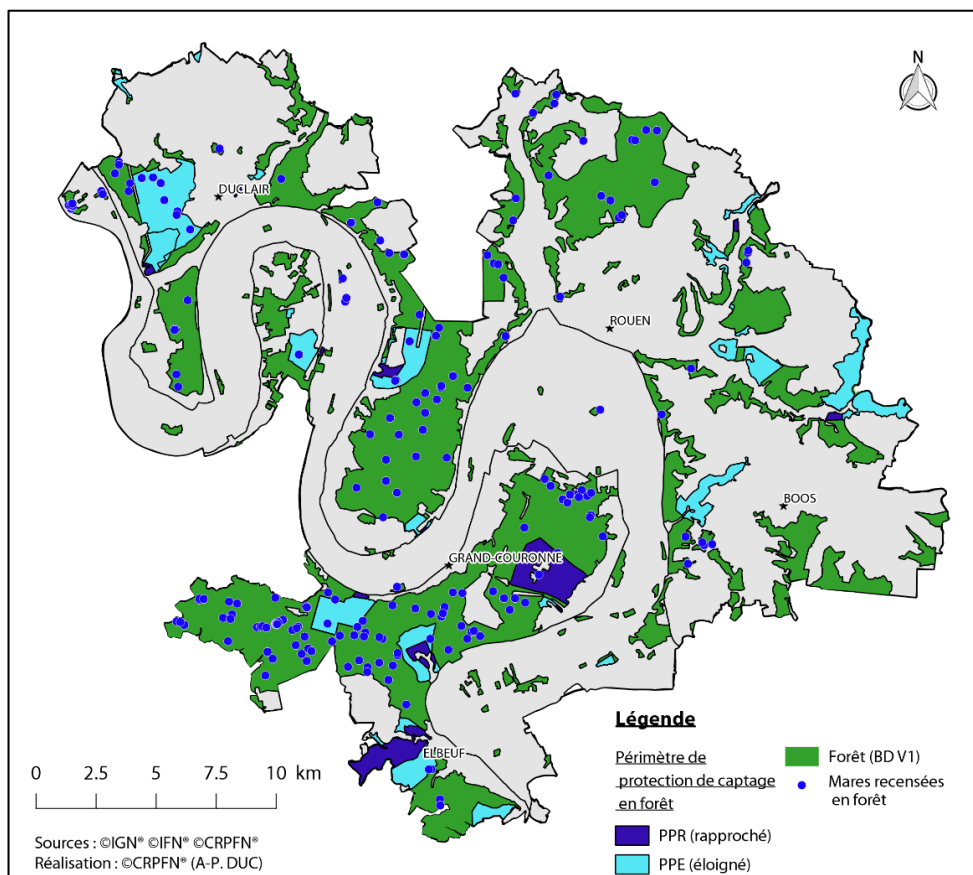 N
DUCLAIR
ROUEN
BOOS
GRAND-COURONNE
ELBEUF
0 2.5 5 7.5 10 km
Sources : ©IGN® ©IFN® ©CRPFN®
Réalisation : ©CRPFN® (A-P. DUC)
Légende
Périmètre de
protection de captage
en forêt
PPR (rapproché)
PPE (éloigné)
Forêt (BD V1)
Mares recensées
en forêt